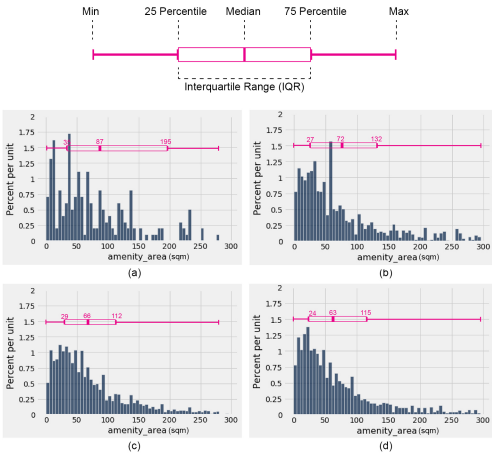 Min 25 Percentile Median 75 Percentile Max
Interquartile Range (IQR)
Percent per unit
2
1.75
1.5
1.25
1
0.75
0.5
0.25
0
87 195
0 50 100 150 200 250 300
amenity_area (sqm)
(a)
Percent per unit
2
1.75
1.5
1.25
1
0.75
0.5
0.25
0
27 72 132
0 50 100 150 200 250 300
amenity_area (sqm)
(b)
Percent per unit
2
1.75
1.5
1.25
1
0.75
0.5
0.25
0
29 66 112
0 50 100 150 200 250 300
amenity_area (sqm)
(c)
Percent per unit
2
1.75
1.5
1.25
1
0.75
0.5
0.25
0
24 63 115
0 50 100 150 200 250 300
amenity_area (sqm)
(d)